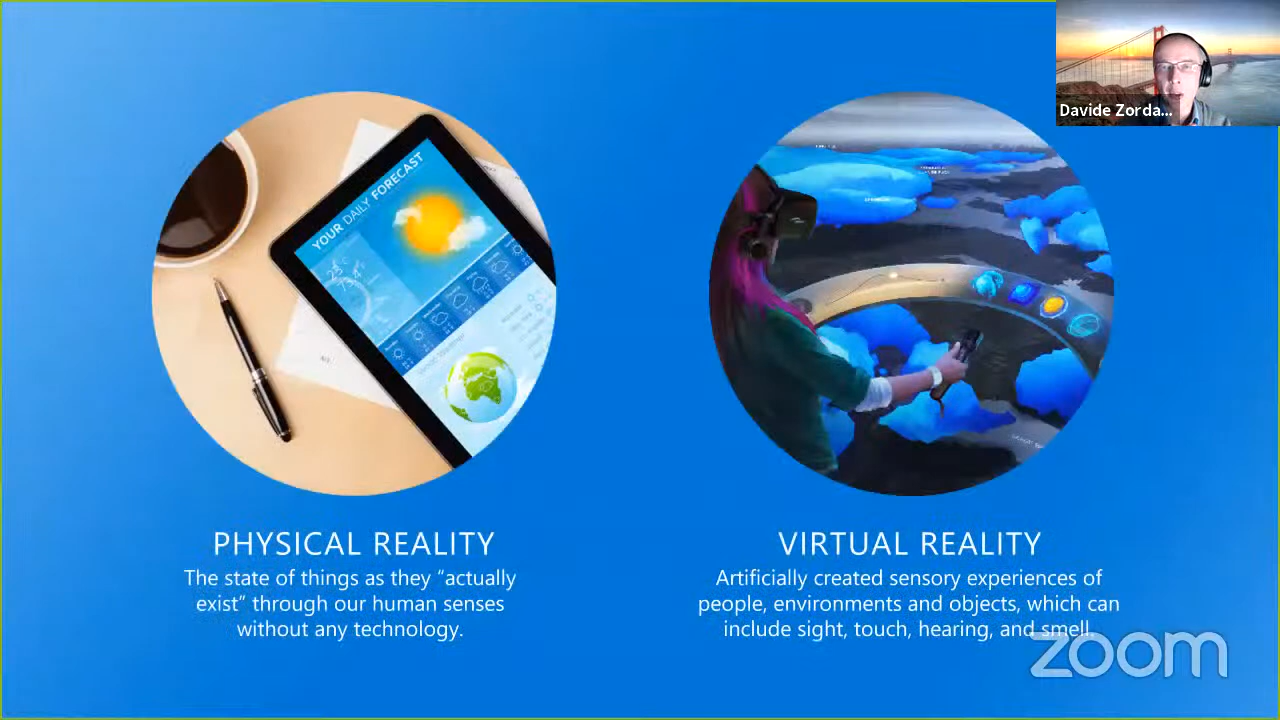 Davide Zorda...
YOUR DAILY FORECAST
PHYSICAL REALITY
The state of things as they “actually
exist” through our human senses
without any technology.
VIRTUAL REALITY
Artificially created sensory experiences of
people, environments and objects, which can
include sight, touch, hearing, and smell.
zoom